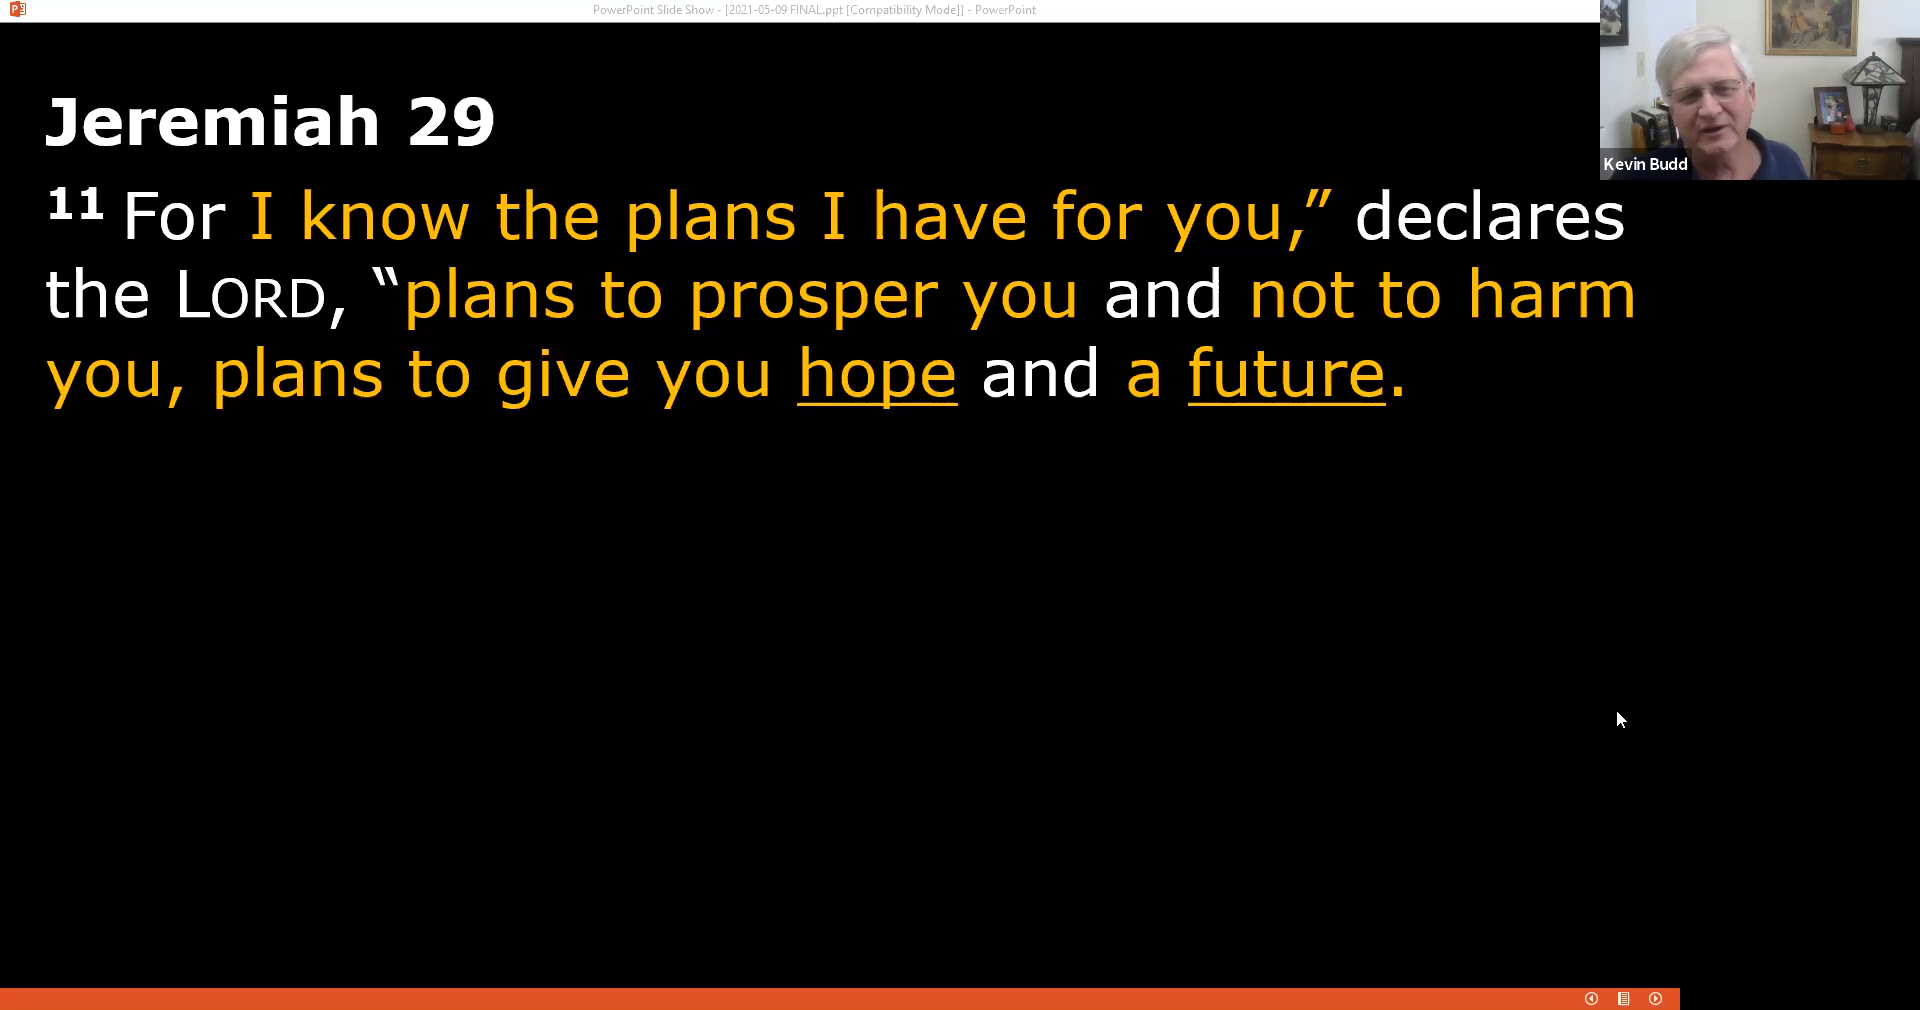 PowerPoint Slide Show - [2021-05-09 FINAL.ppt [Compatibility Mode]] - PowerPoint
Jeremiah 29
11 For I know the plans I have for you,” declares
the LORD, “plans to prosper you and not to harm
you, plans to give you hope and a future.
Kevin Budd